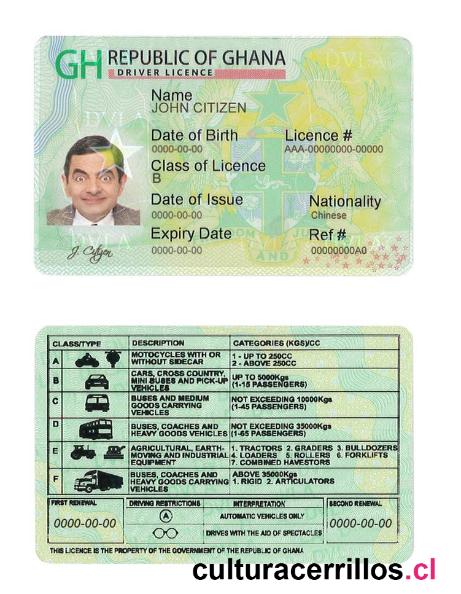 GH REPUBLIC OF GHANA
DRIVER LICENCE
DVLA
DVLA
Name
JOHN CITIZEN
Date of Birth Licence #
0000-00-00 AAA-00000000-00000
Class of Licence
B
Date of Issue Nationality
0000-00-00 Chinese
Expiry Date Ref #
0000-00-00 00000000A0
J. Citizen
DVLA
AND
CLASS/TYPE DESCRIPTION CATEGORIES (KGS)/CC
A MOTOCYCLES WITH OR WITHOUT SIDECAR 1 - UP TO 250CC
2 - ABOVE 250CC
B CARS, CROSS COUNTRY, MINI BUSES AND PICK-UP VEHICLES UP TO 5000Kgs
(1-15 PASSENGERS)
C BUSES AND MEDIUM GOODS CARRYING VEHICLES NOT EXCEEDING 10000Kgs
(1-45 PASSENGERS)
D BUSES, COACHES AND HEAVY GOODS VEHICLES NOT EXCEEDING 35000Kgs
(1-65 PASSENGERS)
E AGRICULTURAL, EARTH-MOVING AND INDUSTRIAL EQUIPMENT 1. TRACTORS 2. GRADERS 3. BULLDOZERS
4. LOADERS 5. ROLLERS 6. FORKLIFTS
7. COMBINED HAVESTORS
F BUSES, COACHES AND HEAVY GOODS CARRYING VEHICLES ABOVE 35000Kgs
1. RIGID 2. ARTICULATORS
FIRST RENEWAL DRIVING RESTRICTIONS INTERPRETATION SECOND RENEWAL
A AUTOMATIC VEHICLES ONLY
0000-00-00 0000-00-00
DRIVES WITH THE AID OF SPECTACLES
THIS LICENCE IS THE PROPERTY OF THE GOVERNMENT OF THE REPUBLIC OF GHANA
culturacerrillos.cl